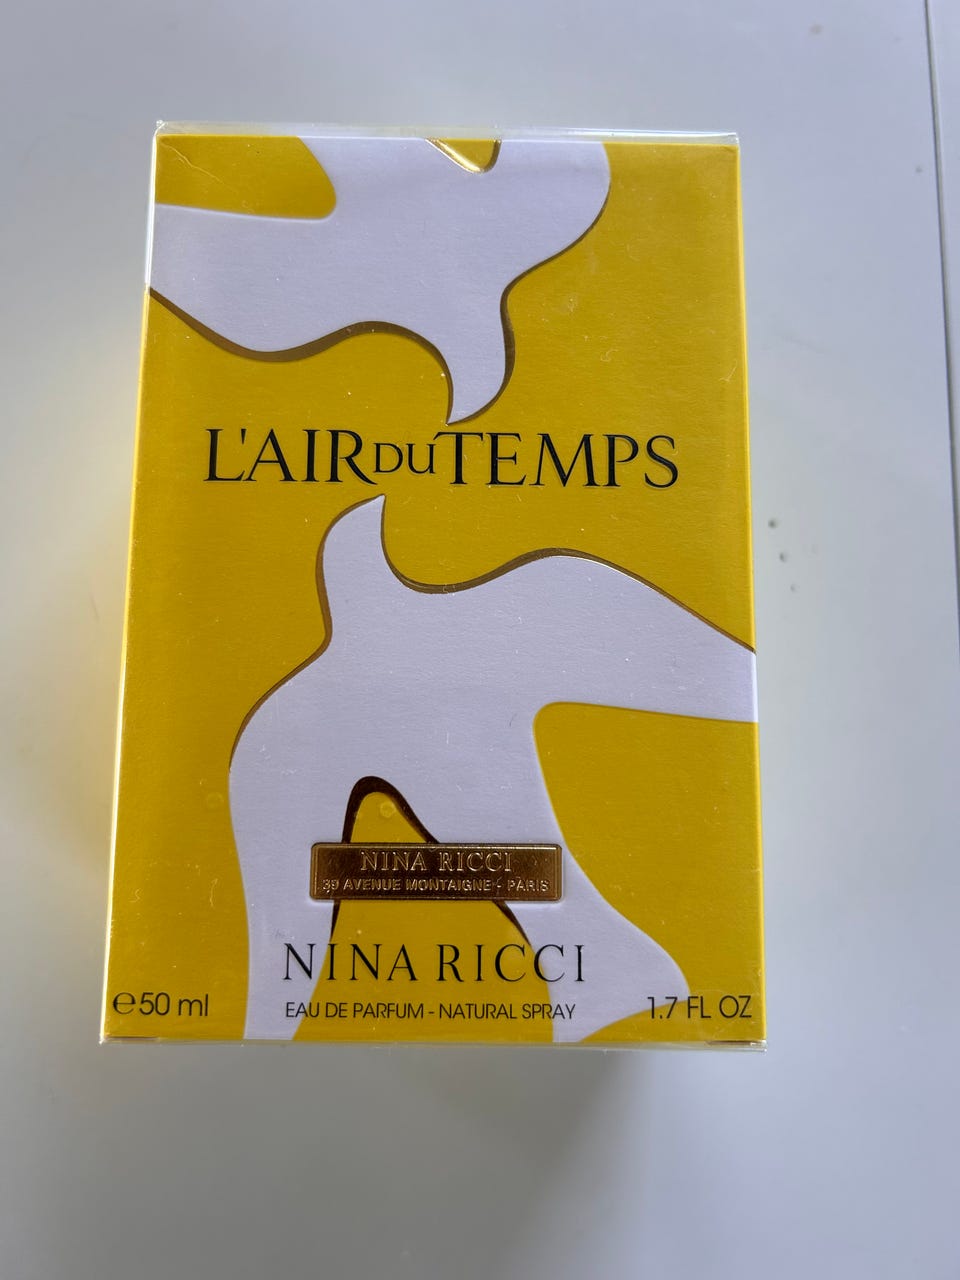 L'AIR DU TEMPS
NINA RICCI
39 AVENUE MONTAIGNE - PARIS
NINA RICCI
EAU DE PARFUM - NATURAL SPRAY
℮50 ml
1.7 FL OZ